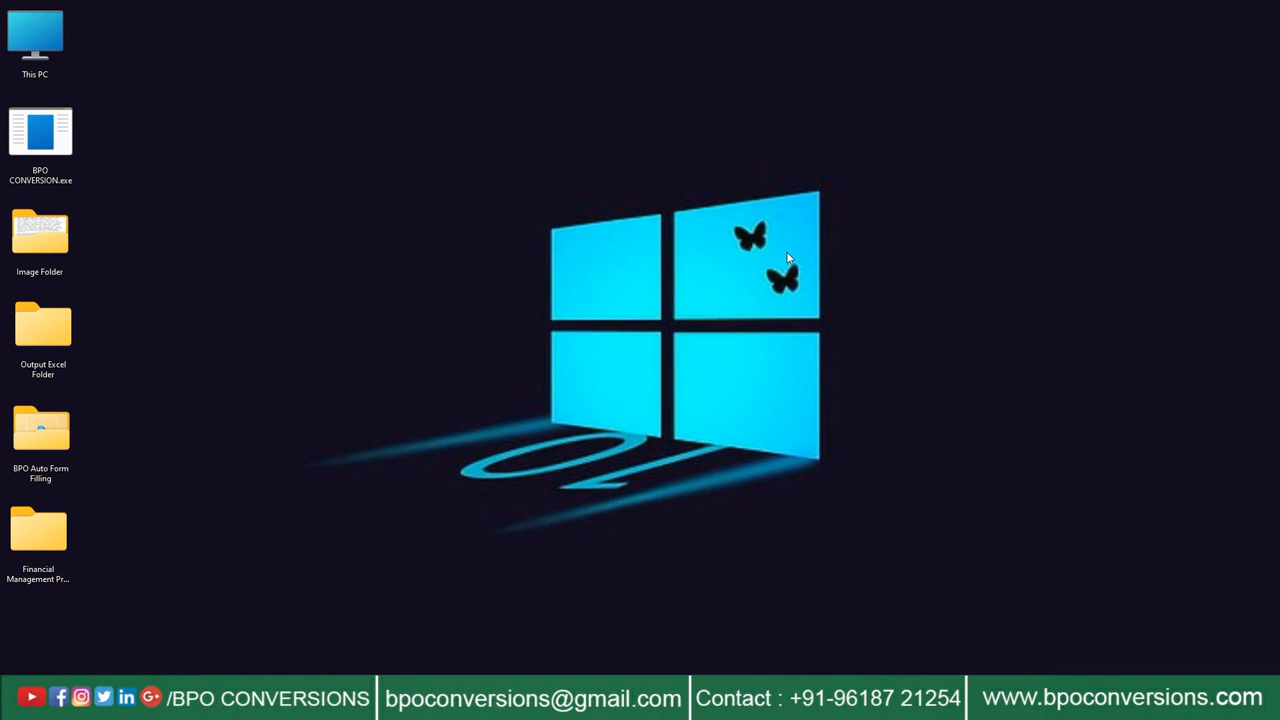 This PC
BPO
CONVERSION.exe
Image Folder
Output Excel
Folder
BPO Auto Form
Filling
Financial
Management Pr...
10
/BPO CONVERSIONS
bpoconversions@gmail.com
Contact : +91-96187 21254
www.bpoconversions.com